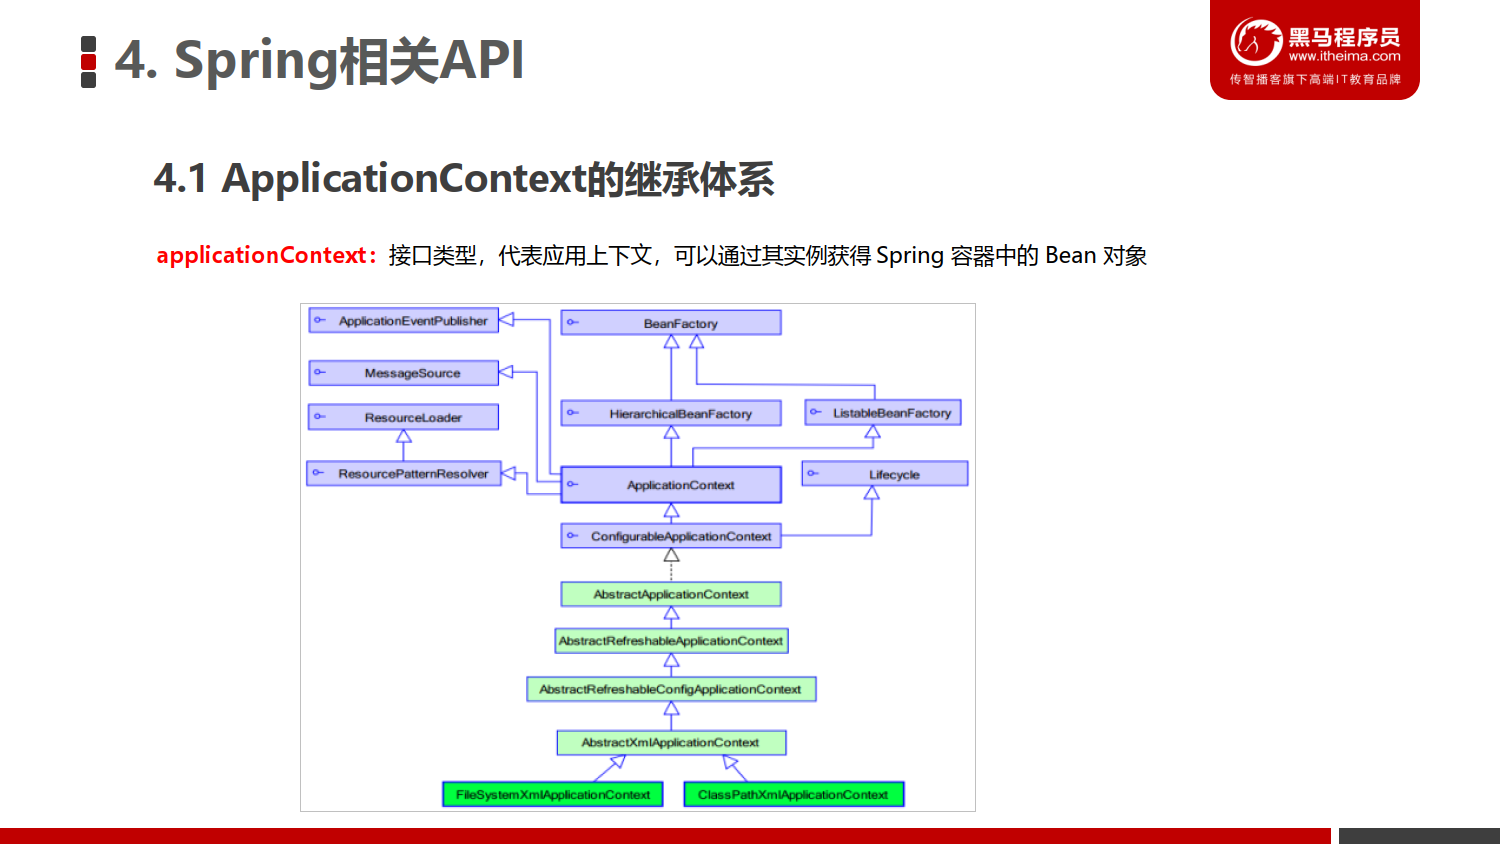 4. Spring相关API
黑马程序员
www.itheima.com
传智播客旗下高端IT教育品牌
4.1 ApplicationContext的继承体系
applicationContext：接口类型，代表应用上下文，可以通过其实例获得 Spring 容器中的 Bean 对象
ApplicationEventPublisher
BeanFactory
MessageSource
ResourceLoader
HierarchicalBeanFactory
ListableBeanFactory
ResourcePatternResolver
ApplicationContext
Lifecycle
ConfigurableApplicationContext
AbstractApplicationContext
AbstractRefreshableApplicationContext
AbstractRefreshableConfigApplicationContext
AbstractXmlApplicationContext
FileSystemXmlApplicationContext
ClassPathXmlApplicationContext